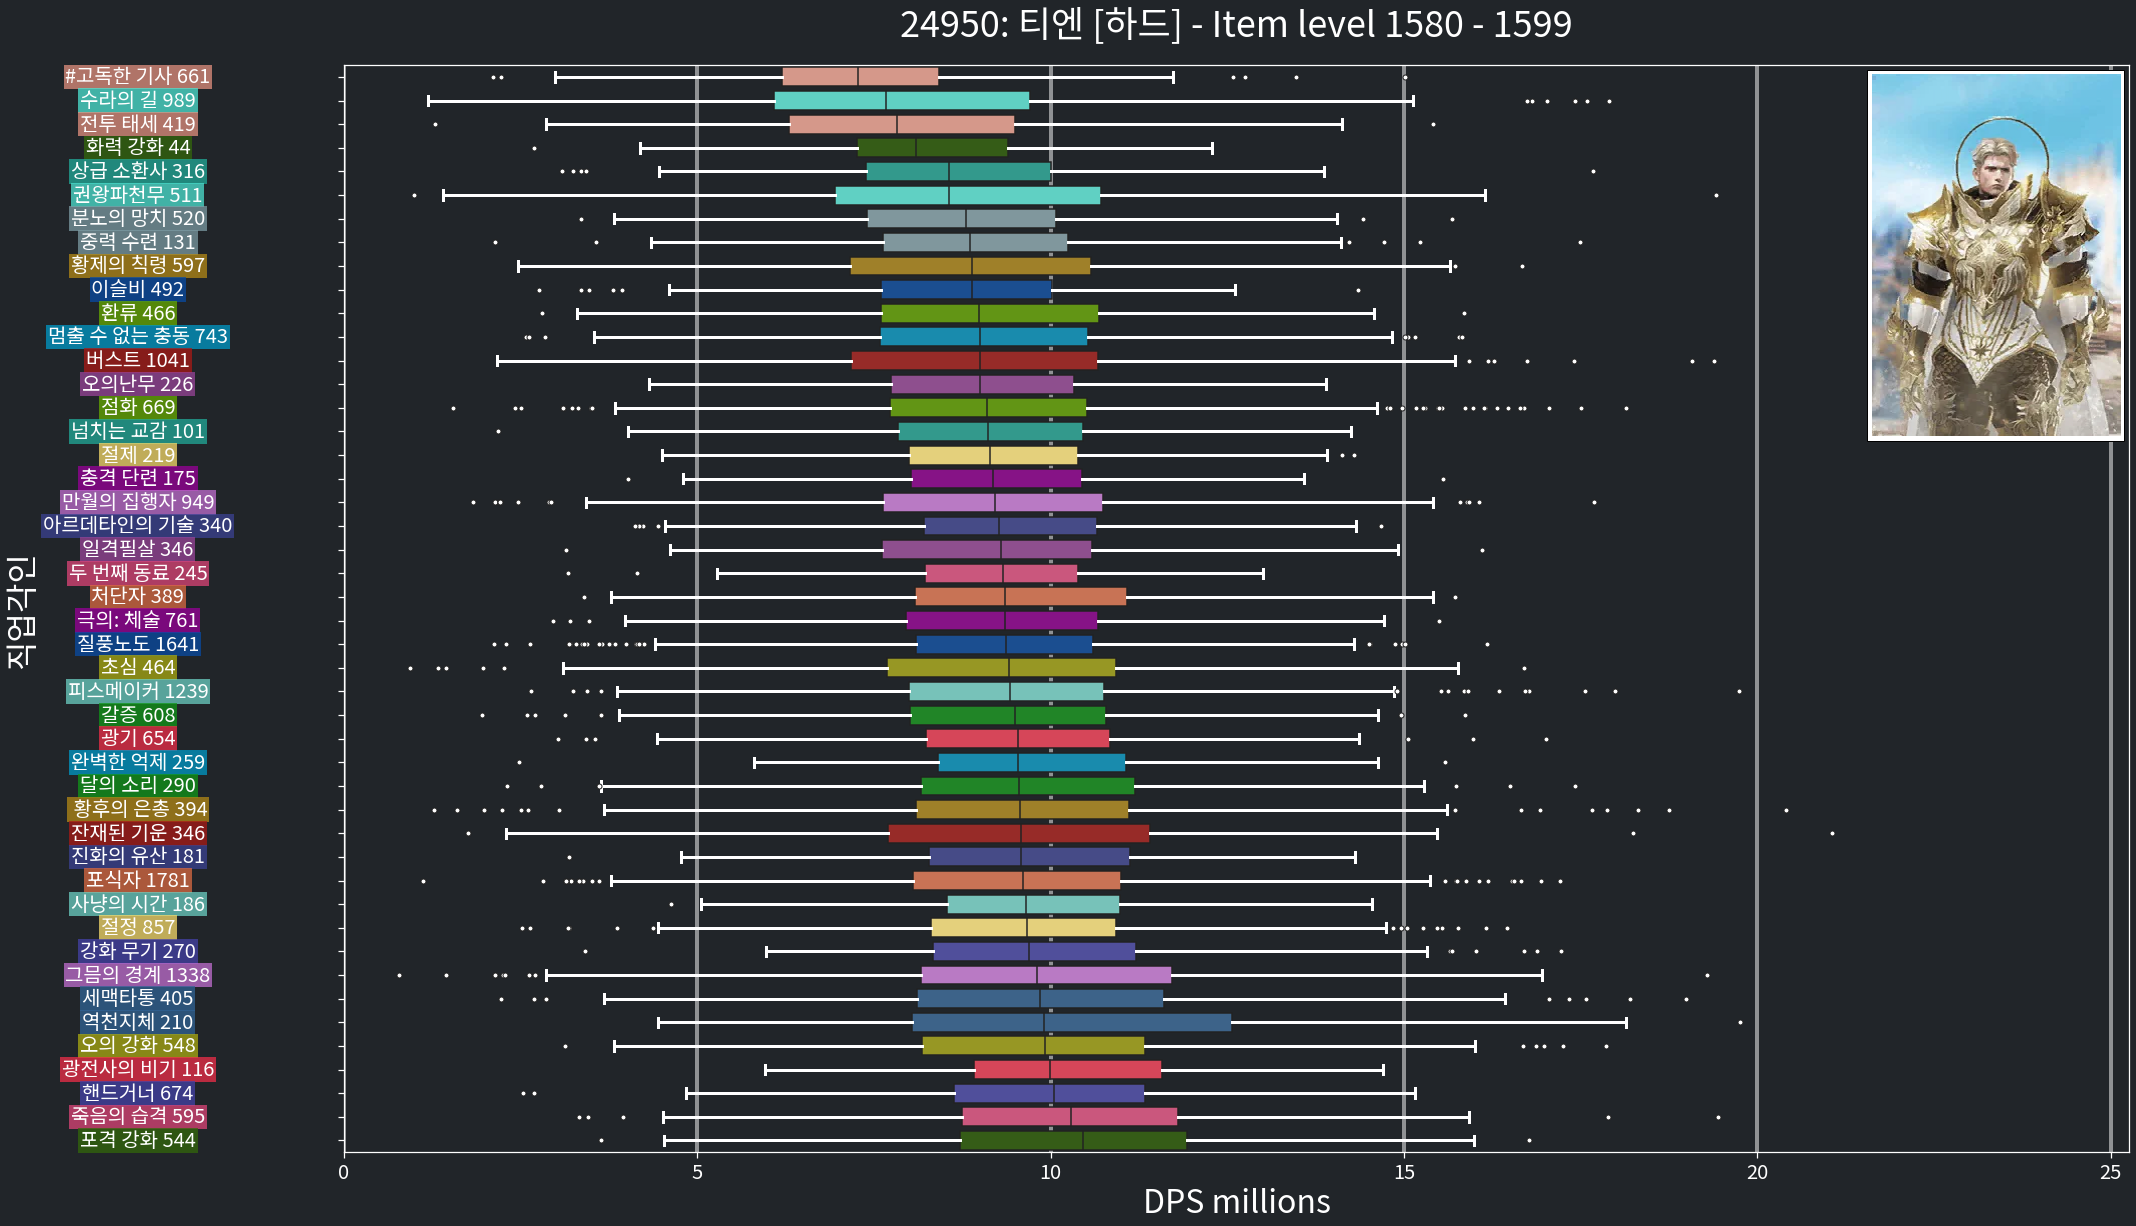 24950: 티엔 [하드] - Item level 1580 - 1599
#고독한 기사 661
수라의 길 989
전투 태세 419
화력 강화 44
상급 소환사 316
권왕파천무 511
분노의 망치 520
중력 수련 131
황제의 칙령 597
이슬비 492
환류 466
멈출 수 없는 충동 743
버스트 1041
오의난무 226
점화 669
넘치는 교감 101
절제 219
충격 단련 175
만월의 집행자 949
아르데타인의 기술 340
일격필살 346
두 번째 동료 245
처단자 389
극의: 체술 761
질풍노도 1641
초심 464
피스메이커 1239
갈증 608
광기 654
완벽한 억제 259
달의 소리 290
황후의 은총 394
잔재된 기운 346
진화의 유산 181
포식자 1781
사냥의 시간 186
절정 857
강화 무기 270
그믐의 경계 1338
세맥타통 405
역천지체 210
오의 강화 548
광전사의 비기 116
핸드거너 674
죽음의 습격 595
포격 강화 544
직업각인
0 5 10 15 20 25
DPS millions